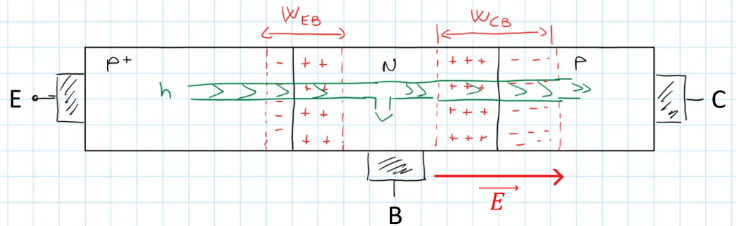 W_EB W_CB
P+ N P
E h C
B E